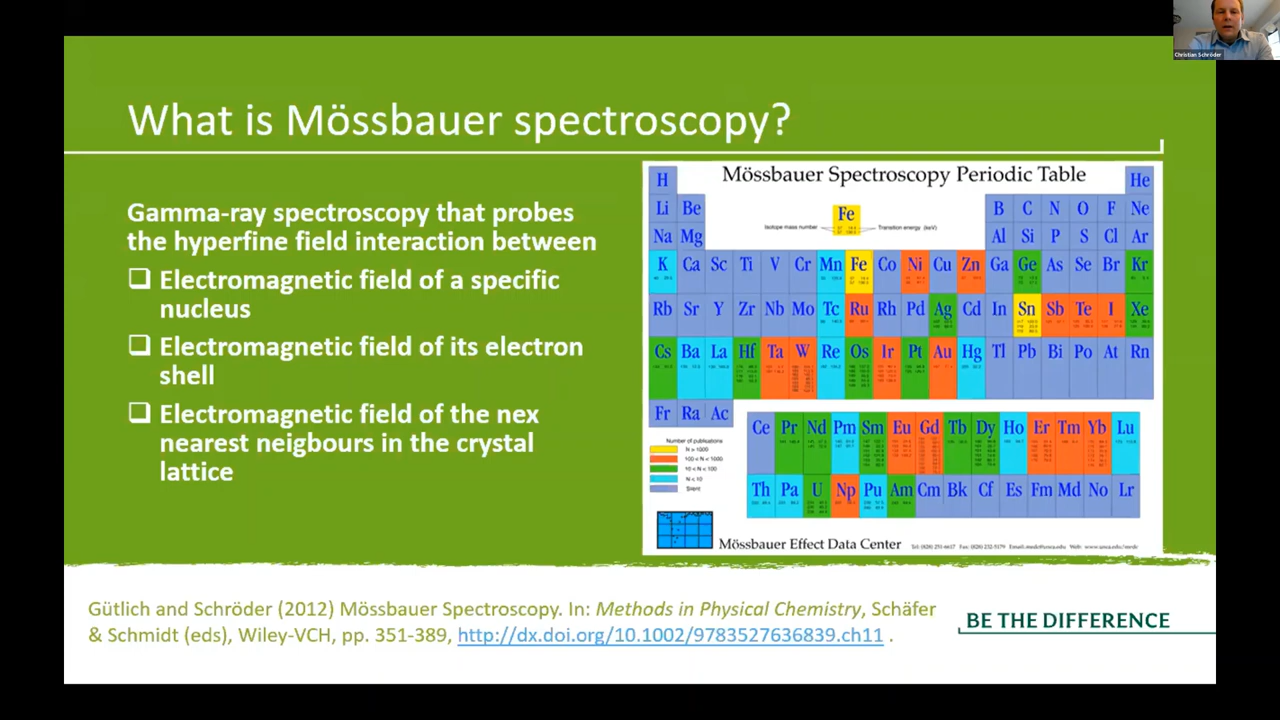 Christian Schröder
What is Mössbauer spectroscopy?
Gamma-ray spectroscopy that probes
the hyperfine field interaction between
Electromagnetic field of a specific
nucleus
Electromagnetic field of its electron
shell
Electromagnetic field of the nex
nearest neigbours in the crystal
lattice
Mössbauer Spectroscopy Periodic Table
Fe
Isotope mass number
Transition energy (keV)
H He
Li Be B C N O F Ne
Na Mg Al Si P S Cl Ar
K Ca Sc Ti V Cr Mn Fe Co Ni Cu Zn Ga Ge As Se Br Kr
Rb Sr Y Zr Nb Mo Tc Ru Rh Pd Ag Cd In Sn Sb Te I Xe
Cs Ba La Hf Ta W Re Os Ir Pt Au Hg Tl Pb Bi Po At Rn
Fr Ra Ac
Ce Pr Nd Pm Sm Eu Gd Tb Dy Ho Er Tm Yb Lu
Th Pa U Np Pu Am Cm Bk Cf Es Fm Md No Lr
Number of publications
N > 1000
100 < N < 1000
10 < N < 100
N < 10
Silent
Mössbauer Effect Data Center
Gütlich and Schröder (2012) Mössbauer Spectroscopy. In: Methods in Physical Chemistry, Schäfer
& Schmidt (eds), Wiley-VCH, pp. 351-389, http://dx.doi.org/10.1002/9783527636839.ch11 .
BE THE DIFFERENCE